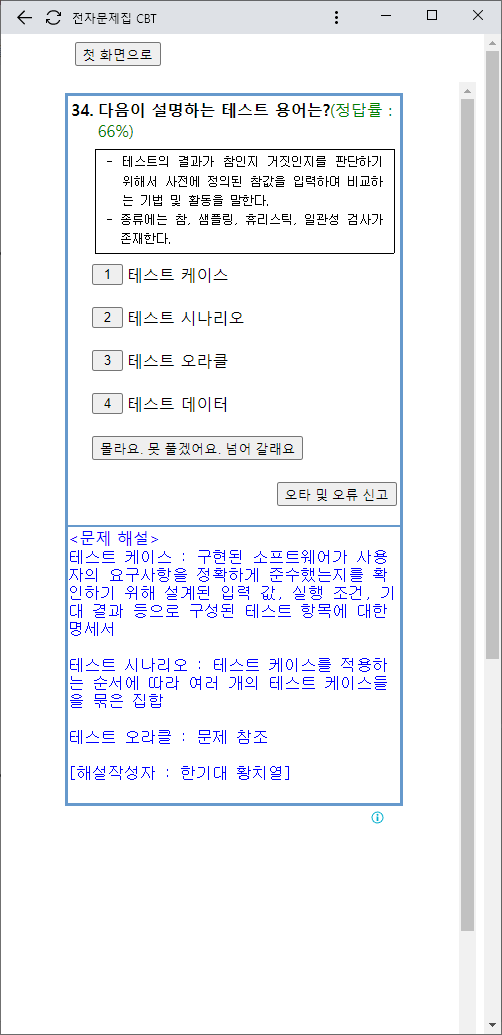 전자문제집 CBT
첫 화면으로
34. 다음이 설명하는 테스트 용어는?(정답률 :
66%)
- 테스트의 결과가 참인지 거짓인지를 판단하기
위해서 사전에 정의된 참값을 입력하여 비교하
는 기법 및 활동을 말한다.
- 종류에는 참, 샘플링, 휴리스틱, 일관성 검사가
존재한다.
1 테스트 케이스
2 테스트 시나리오
3 테스트 오라클
4 테스트 데이터
몰라요. 못 풀겠어요. 넘어 갈래요
오타 및 오류 신고
<문제 해설>
테스트 케이스 : 구현된 소프트웨어가 사용
자의 요구사항을 정확하게 준수했는지를 확
인하기 위해 설계된 입력 값, 실행 조건, 기
대 결과 등으로 구성된 테스트 항목에 대한
명세서
테스트 시나리오 : 테스트 케이스를 적용하
는 순서에 따라 여러 개의 테스트 케이스들
을 묶은 집합
테스트 오라클 : 문제 참조
[해설작성자 : 한기대 황치열]